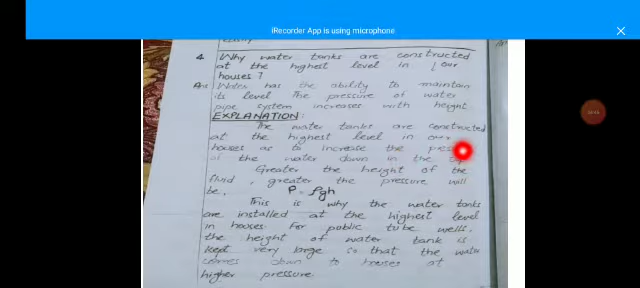 iRecorder App is using microphone
4 Why water tanks are constructed
at the highest level in our
houses ?
Ans Water has the ability to maintain
its level. The pressure of water
pipe system increases with height.
EXPLANATION:
The water tanks are constructed
at the highest level in our
houses as to increase the
of the water down in the
Greater the height of the
fluid, greater the pressure will
be, P = ρgh
This is why the water tanks
are installed at the highest level
in houses. For public tube wells,
the height of water tank is
kept very large so that the water
comes down to houses at
higher pressure.